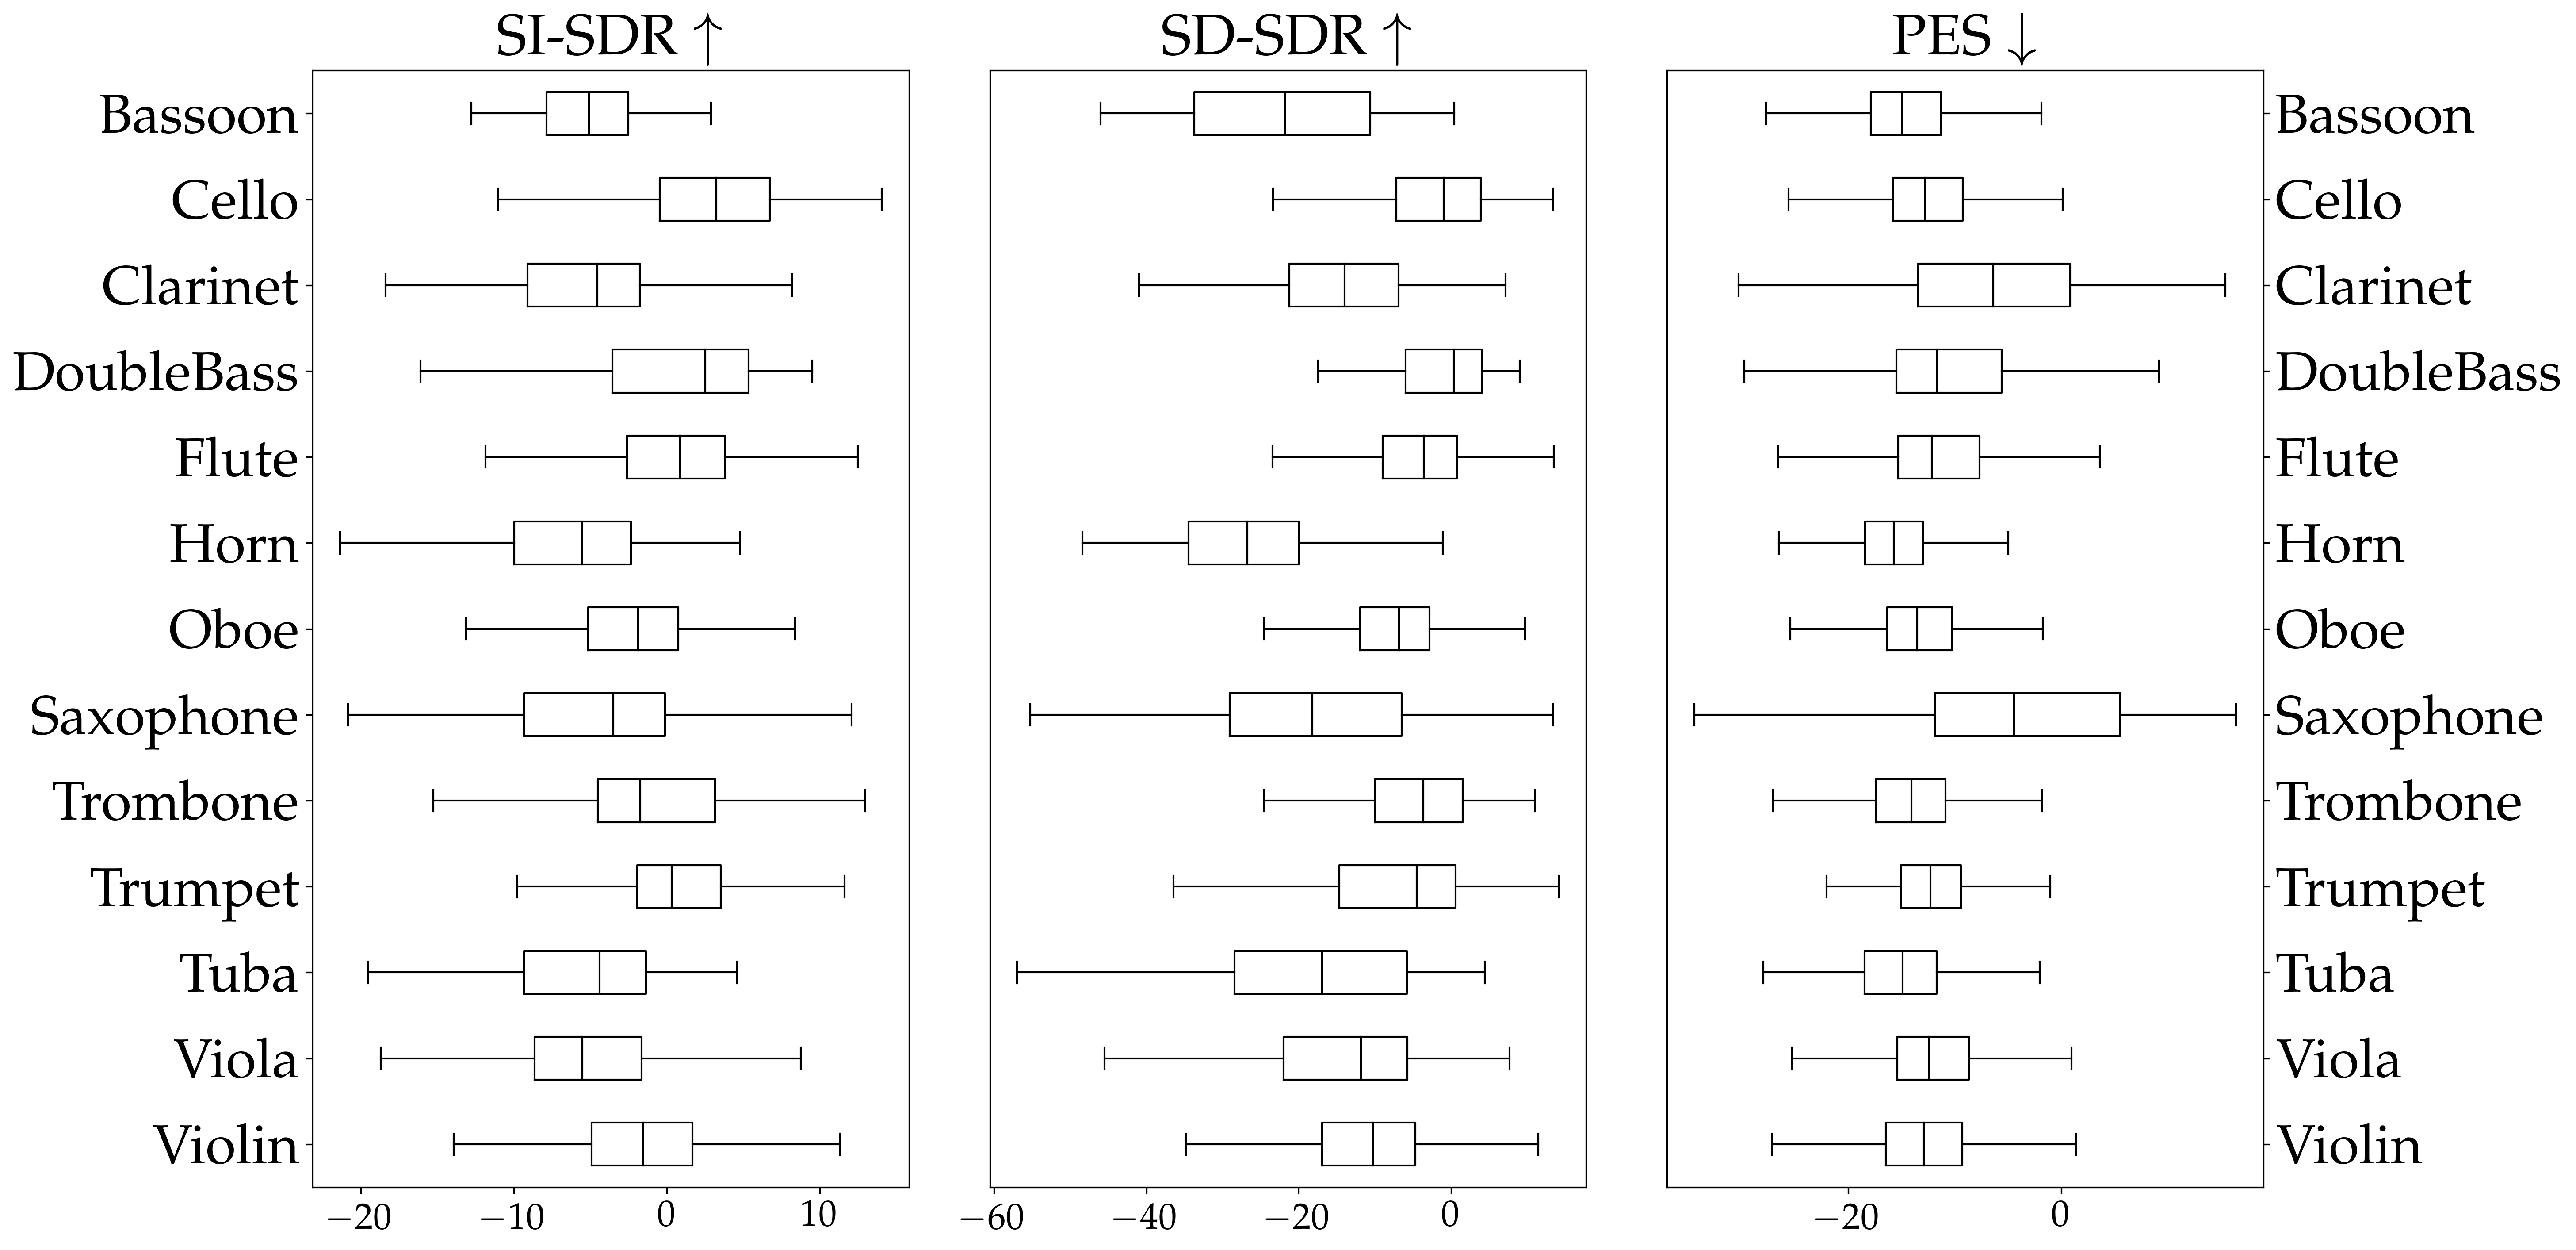 SI-SDR ↑ SD-SDR ↑ PES ↓
Bassoon Bassoon
Cello Cello
Clarinet Clarinet
DoubleBass DoubleBass
Flute Flute
Horn Horn
Oboe Oboe
Saxophone Saxophone
Trombone Trombone
Trumpet Trumpet
Tuba Tuba
Viola Viola
Violin Violin
−20 −10 0 10 −60 −40 −20 0 −20 0